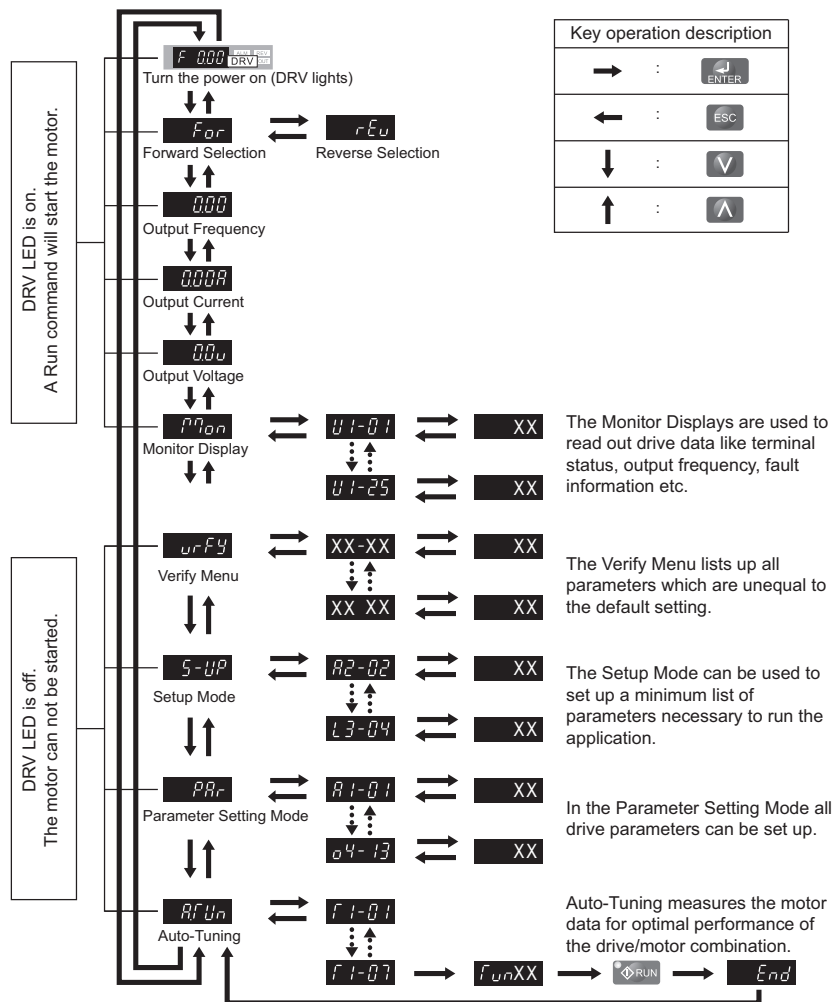 F 0.00
ALM REV
DRV OUT
Turn the power on (DRV lights)
For
Forward Selection
rEv
Reverse Selection
0.00
Output Frequency
0.00A
Output Current
0.0v
Output Voltage
Mon
Monitor Display
U1-01
XX
U1-25
XX
The Monitor Displays are used to
read out drive data like terminal
status, output frequency, fault
information etc.
DRV LED is on.
A Run command will start the motor.
Key operation description
:
ENTER
:
ESC
:
V
:
Λ
DRV LED is off.
The motor can not be started.
vrFY
Verify Menu
XX-XX
XX
XX XX
XX
The Verify Menu lists up all
parameters which are unequal to
the default setting.
S-UP
Setup Mode
A2-02
XX
L3-04
XX
The Setup Mode can be used to
set up a minimum list of
parameters necessary to run the
application.
PAr
Parameter Setting Mode
A1-01
XX
o4-13
XX
In the Parameter Setting Mode all
drive parameters can be set up.
A.TUn
Auto-Tuning
T1-01
T1-07
TunXX
RUN
End
Auto-Tuning measures the motor
data for optimal performance of
the drive/motor combination.